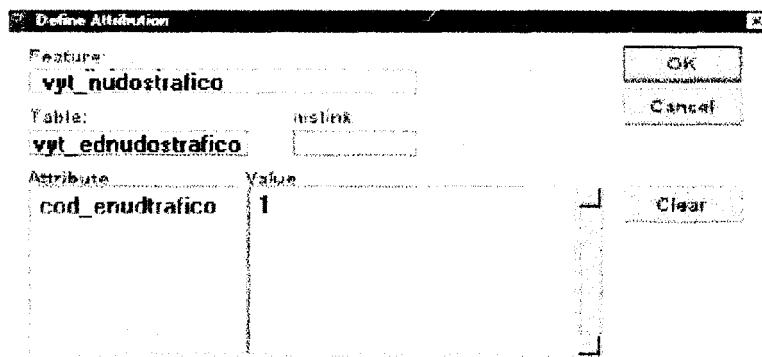 Define Attribution
Feature:
vyt_nudostrafico
OK
Cancel
Table:
mslink
vyt_ednudostrafico
Attribute
Value
cod_enudtrafico
1
Clear